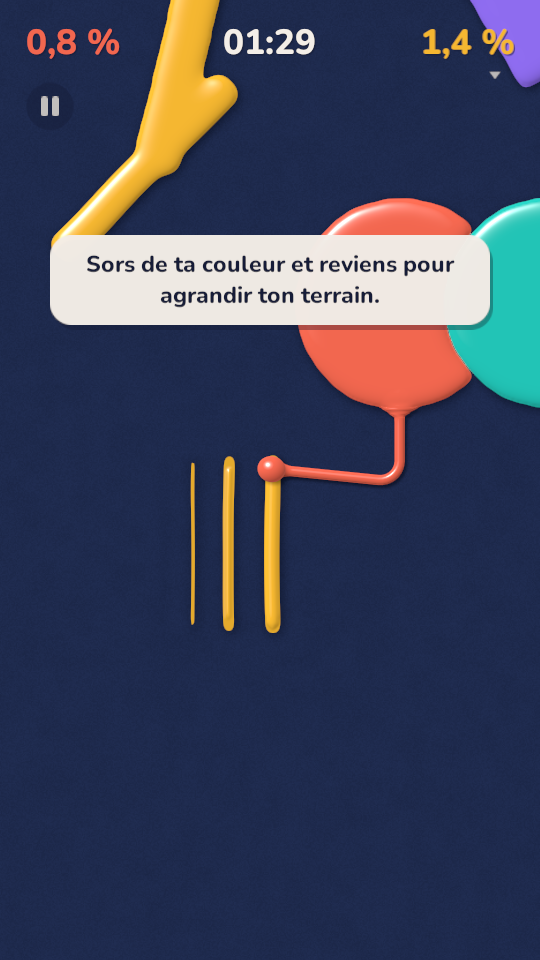 0,8 % 01:29 1,4 %
Sors de ta couleur et reviens pour
agrandir ton terrain.